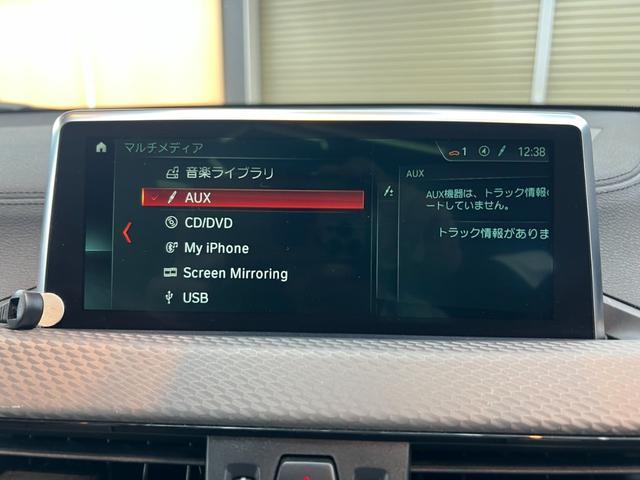 マルチメディア
1
12:38
音楽ライブラリ
AUX
CD/DVD
My iPhone
Screen Mirroring
USB
AUX
AUX機器は、トラック情報
ートしていません。
トラック情報がありま